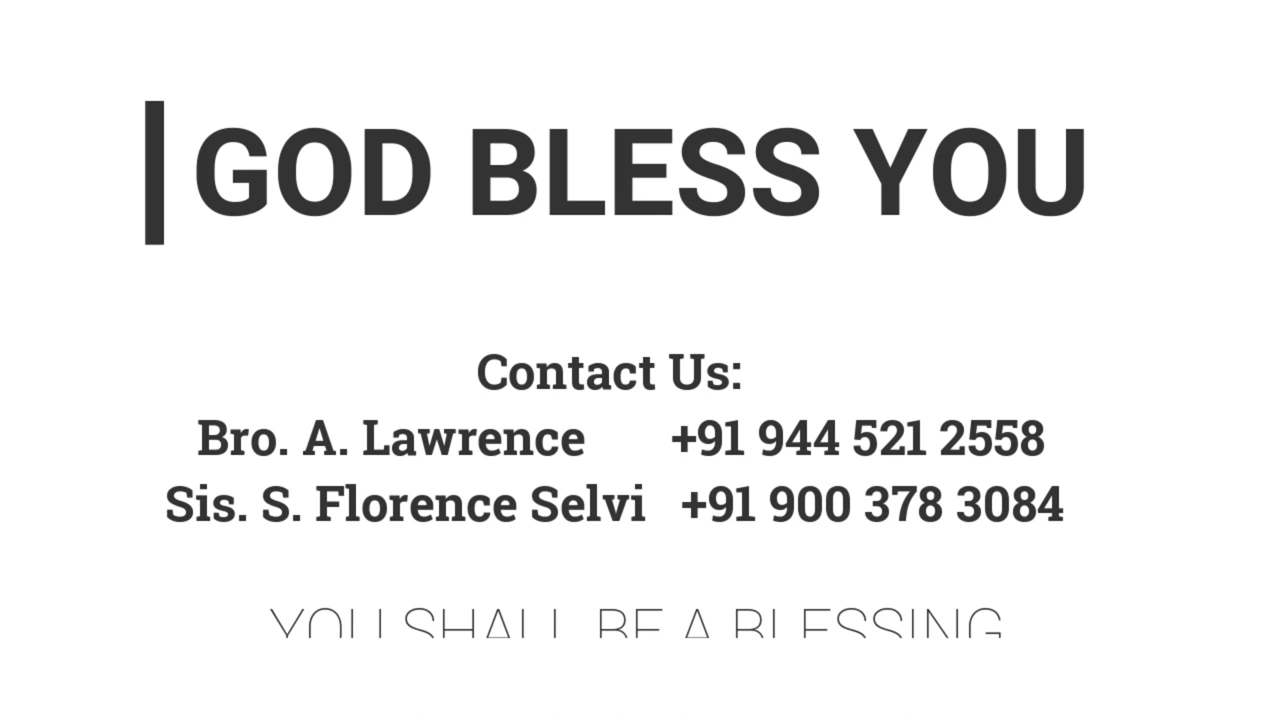 GOD BLESS YOU
Contact Us:
Bro. A. Lawrence +91 944 521 2558
Sis. S. Florence Selvi +91 900 378 3084
YOU SHALL BE A BLESSING